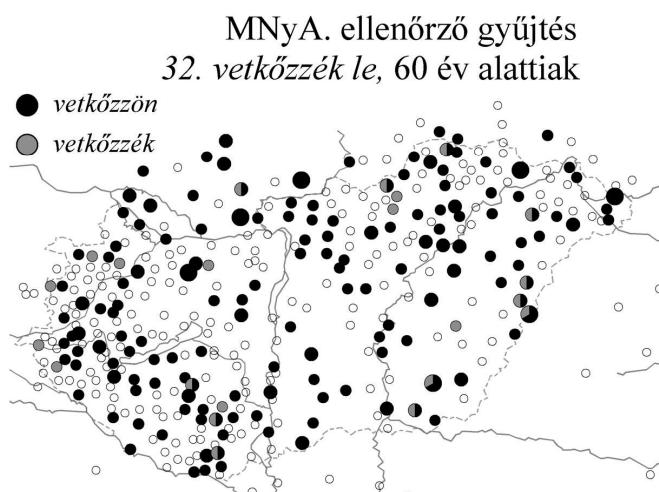 MNyA. ellenőrző gyűjtés
32. vetkőzzék le, 60 év alattiak
vetkőzzön
vetkőzzék